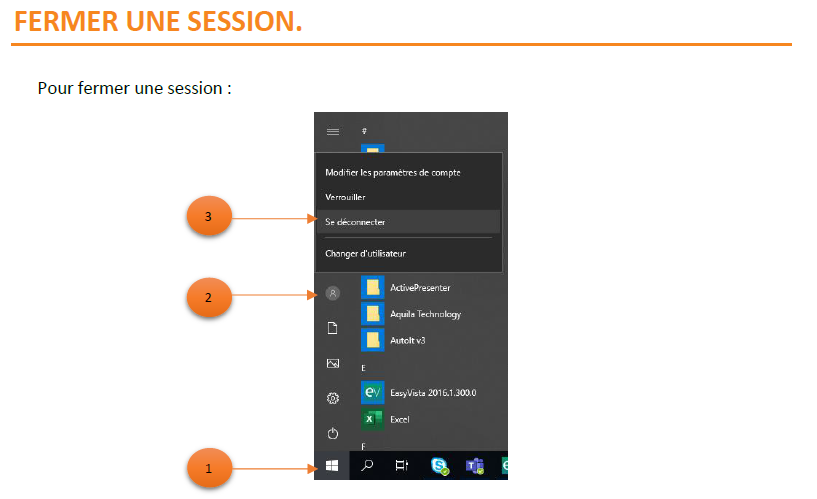 FERMER UNE SESSION.
Pour fermer une session :
#
Modifier les paramètres de compte
Verrouiller
3
Se déconnecter
Changer d'utilisateur
2
ActivePresenter
Aquila Technology
AutoIt v3
E
EasyVista 2016.1.300.0
Excel
F
1